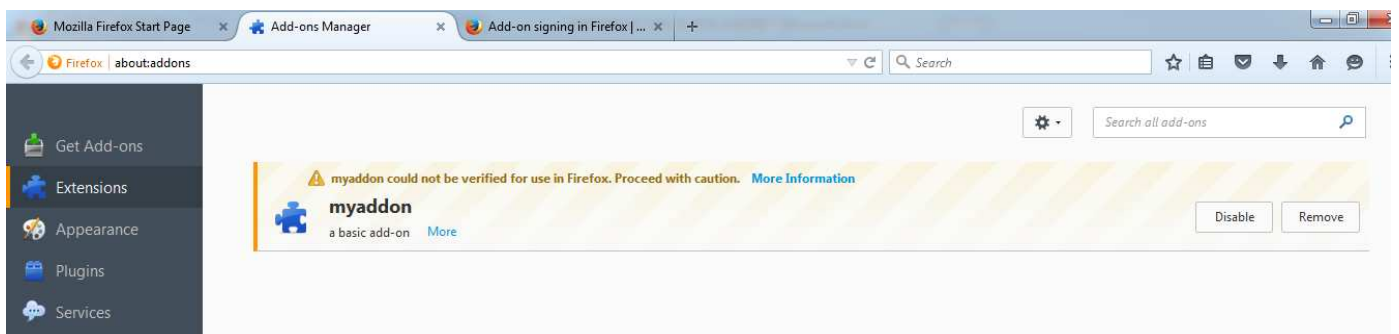 Mozilla Firefox Start Page
Add-ons Manager
Add-on signing in Firefox | ...
Firefox about:addons
Search
Search all add-ons
Get Add-ons
Extensions
Appearance
Plugins
Services
myaddon could not be verified for use in Firefox. Proceed with caution. More Information
myaddon
a basic add-on More
Disable
Remove